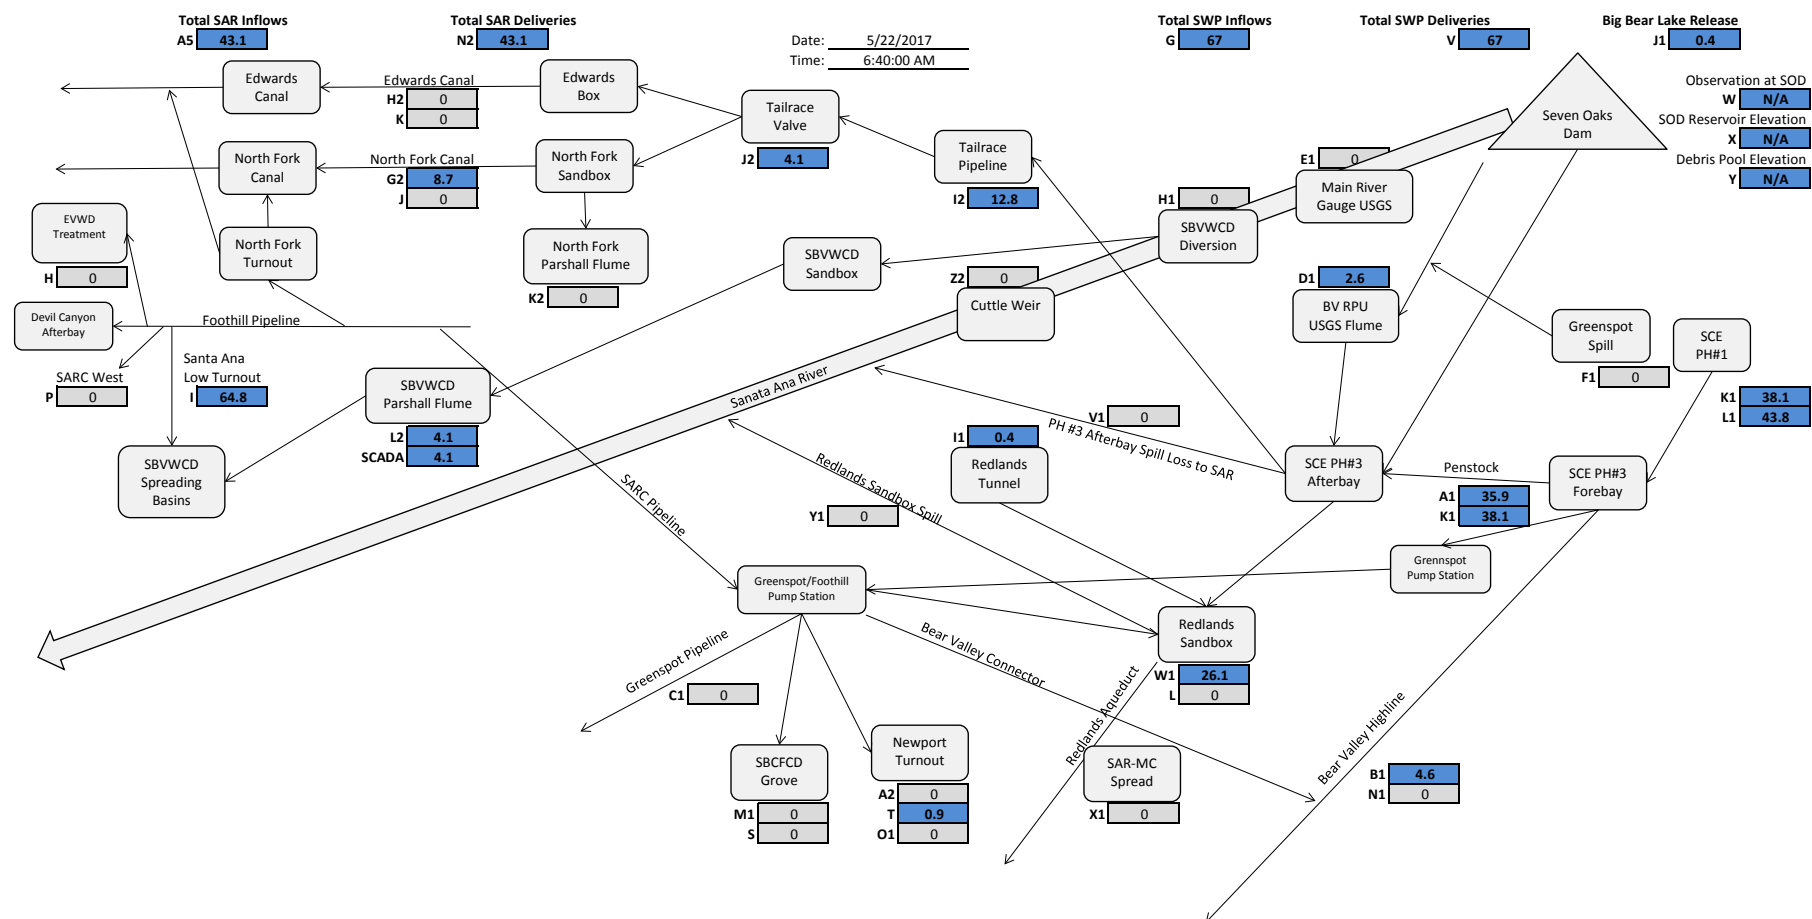 Total SAR Inflows
A5 43.1
Total SAR Deliveries
N2 43.1
Date: 5/22/2017
Time: 6:40:00 AM
Total SWP Inflows
G 67
Total SWP Deliveries
V 67
Big Bear Lake Release
J1 0.4
Observation at SOD
W N/A
SOD Reservoir Elevation
X N/A
Debris Pool Elevation
Y N/A
Edwards
Canal
Edwards Canal
H2 0
K 0
Edwards
Box
Tailrace
Valve
J2 4.1
Tailrace
Pipeline
I2 12.8
Seven Oaks
Dam
E1 0
Main River
Gauge USGS
H1 0
SBVWCD
Diversion
North Fork
Canal
North Fork Canal
G2 8.7
J 0
North Fork
Sandbox
EVWD
Treatment
H 0
North Fork
Turnout
North Fork
Parshall Flume
K2 0
SBVWCD
Sandbox
Z2 0
Cuttle Weir
D1 2.6
BV RPU
USGS Flume
Greenspot
Spill
F1 0
SCE
PH#1
K1 38.1
L1 43.8
Devil Canyon
Afterbay
Foothill Pipeline
SARC West
P 0
Santa Ana
Low Turnout
I 64.8
SBVWCD
Parshall Flume
L2 4.1
SCADA 4.1
Sanata Ana River
V1 0
PH #3 Afterbay Spill Loss to SAR
I1 0.4
Redlands
Tunnel
SCE PH#3
Afterbay
Penstock
A1 35.9
K1 38.1
SCE PH#3
Forebay
SBVWCD
Spreading
Basins
SARC Pipeline
Redlands Sandbox Spill
Y1 0
Grennspot
Pump Station
Greenspot/Foothill
Pump Station
Redlands
Sandbox
W1 26.1
L 0
Greenspot Pipeline
C1 0
Bear Valley Connector
Redlands Aqueduct
Bear Valley Highline
SBCFCD
Grove
M1 0
S 0
Newport
Turnout
A2 0
T 0.9
O1 0
SAR-MC
Spread
X1 0
B1 4.6
N1 0